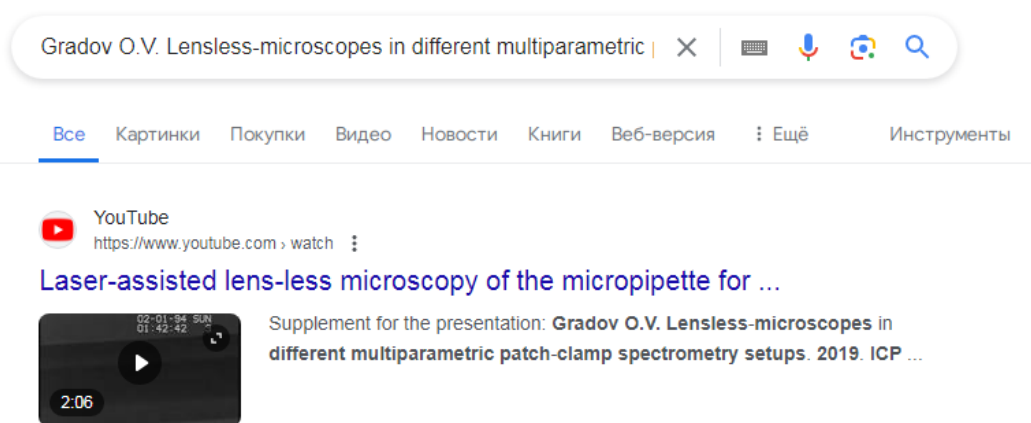 Gradov O.V. Lensless-microscopes in different multiparametric
Все Картинки Покупки Видео Новости Книги Веб-версия Ещё Инструменты
YouTube
https://www.youtube.com › watch
Laser-assisted lens-less microscopy of the micropipette for ...
02-01-94 SUN
01:42:42
Supplement for the presentation: Gradov O.V. Lensless-microscopes in
different multiparametric patch-clamp spectrometry setups. 2019. ICP ...
2:06